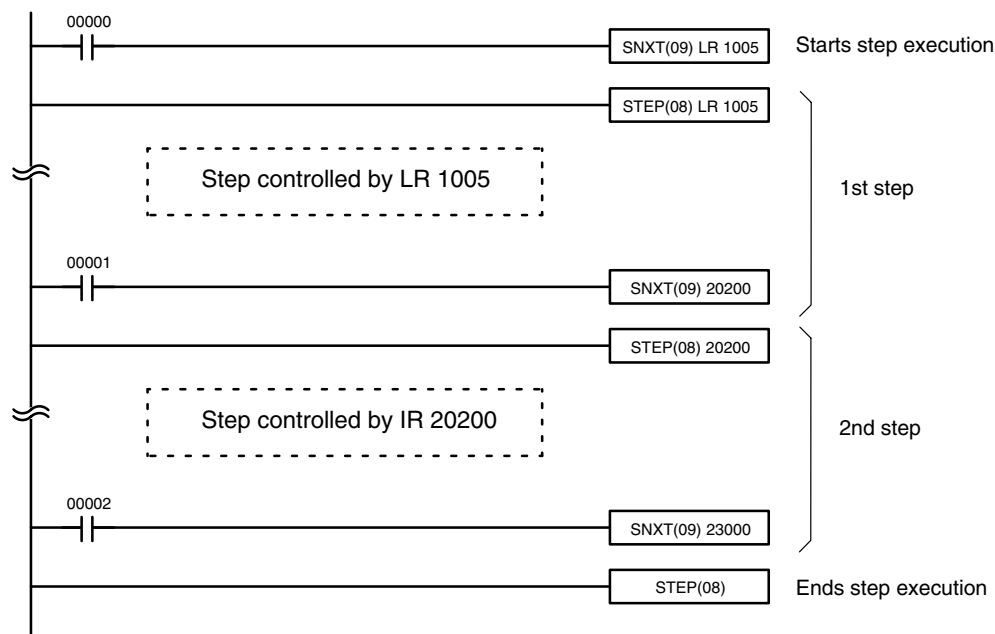 00000
SNXT(09) LR 1005
Starts step execution
STEP(08) LR 1005
Step controlled by LR 1005
1st step
00001
SNXT(09) 20200
STEP(08) 20200
Step controlled by IR 20200
2nd step
00002
SNXT(09) 23000
STEP(08)
Ends step execution